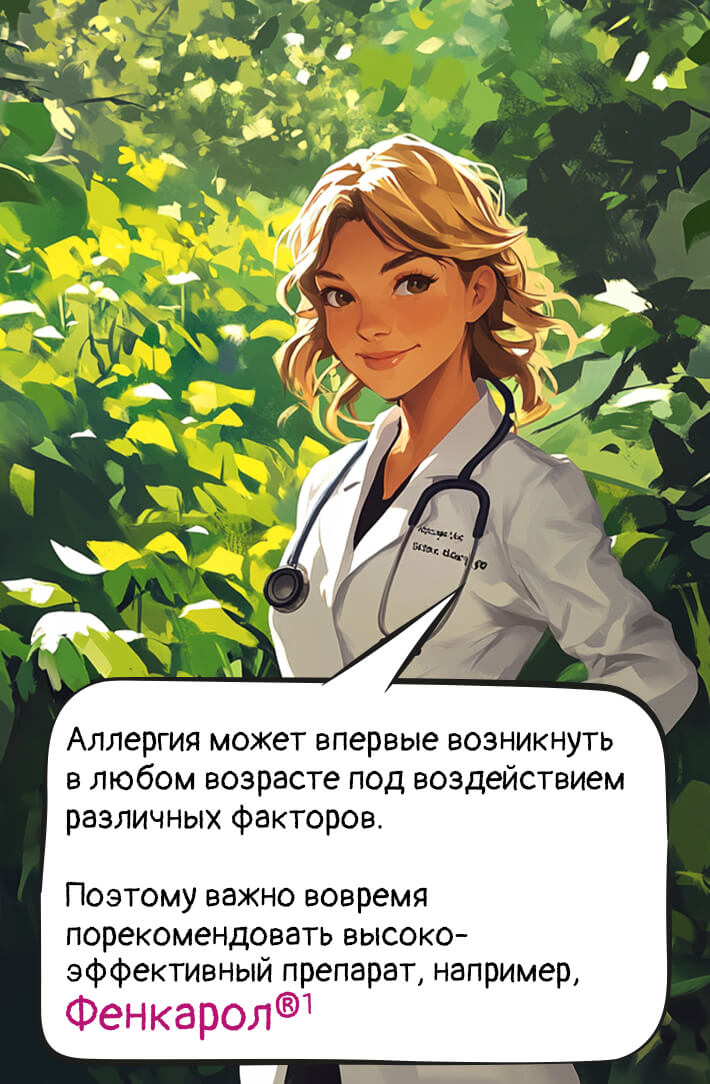 Аллергия может впервые возникнуть
в любом возрасте под воздействием
различных факторов.
Поэтому важно вовремя
порекомендовать высоко-
эффективный препарат, например,
Фенкарол®¹